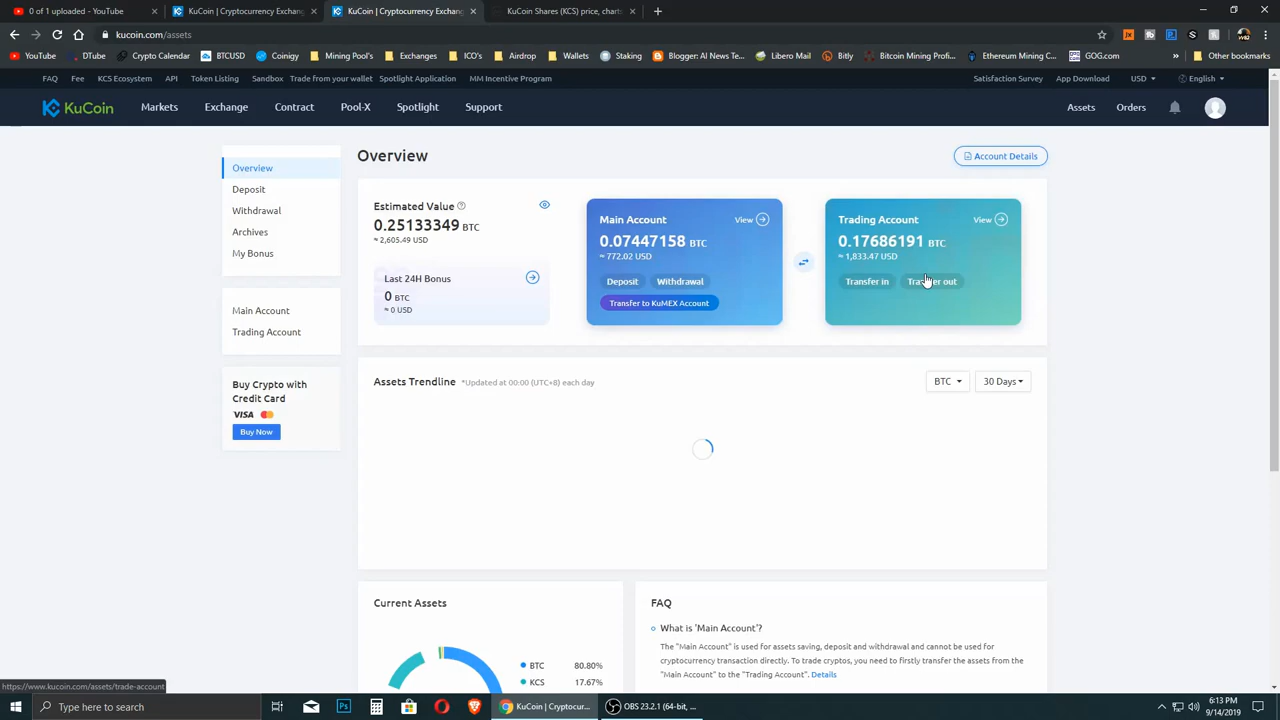 0 of 1 uploaded - YouTube
KuCoin | Cryptocurrency Exchang
KuCoin | Cryptocurrency Exchang
KuCoin Shares (KCS) price, charts
kucoin.com/assets
YouTube
DTube
Crypto Calendar
BTCUSD
Coinigy
Mining Pool's
Exchanges
ICO's
Airdrop
Wallets
Staking
Blogger: AI News Te...
Libero Mail
Bitly
Bitcoin Mining Profi...
Ethereum Mining Co...
GOG.com
»
Other bookmarks
FAQ Fee KCS Ecosystem API Token Listing Sandbox Trade from your wallet Spotlight Application MM Incentive Program
Satisfaction Survey App Download USD English
KuCoin Markets Exchange Contract Pool-X Spotlight Support Assets Orders
Overview
Deposit
Withdrawal
Archives
My Bonus
Main Account
Trading Account
Buy Crypto with
Credit Card
VISA
Buy Now
Overview
Account Details
Estimated Value
0.25133349 BTC
≈ 2,605.49 USD
Last 24H Bonus
0 BTC
≈ 0 USD
Main Account
View
0.07447158 BTC
≈ 772.02 USD
Deposit Withdrawal
Transfer to KuMEX Account
Trading Account
View
0.17686191 BTC
≈ 1,833.47 USD
Transfer in
Assets Trendline *Updated at 00:00 (UTC+8) each day
BTC
30 Days
Current Assets
BTC 80.80%
KCS 17.67%
FAQ
What is 'Main Account'?
The "Main Account" is used for assets saving, deposit and withdrawal and cannot be used for
cryptocurrency transaction directly. To trade cryptos, you need to firstly transfer the assets from the
"Main Account" to the "Trading Account". Details
https://www.kucoin.com/assets/trade-account
Type here to search
KuCoin | Cryptocur...
OBS 23.2.1 (64-bit, ...
6:13 PM
9/14/2019